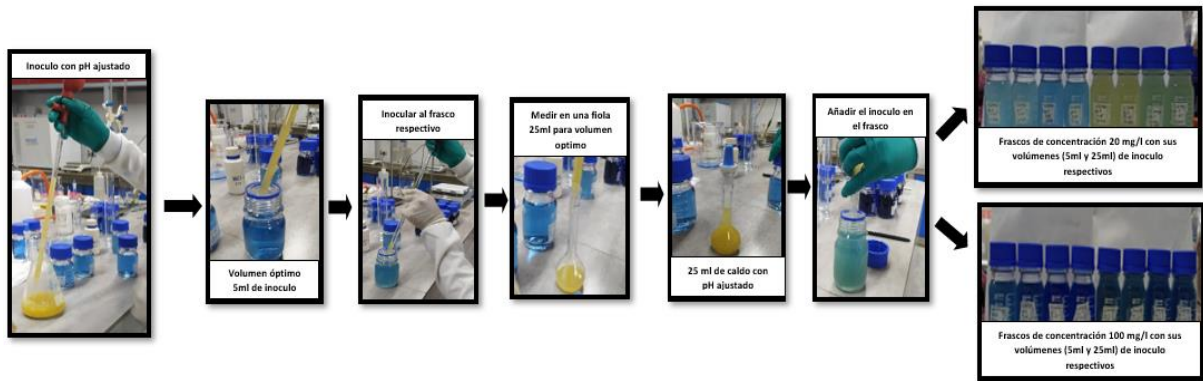 Inoculo con pH ajustado
Volumen óptimo
5ml de inoculo
Inocular al frasco
respectivo
Medir en una fiola
25ml para volumen
optimo
25 ml de caldo con
pH ajustado
Añadir el inoculo en
el frasco
Frascos de concentración 20 mg/l con sus
volúmenes (5ml y 25ml) de inoculo
respectivos
Frascos de concentración 100 mg/l con sus
volúmenes (5ml y 25ml) de inoculo
respectivos